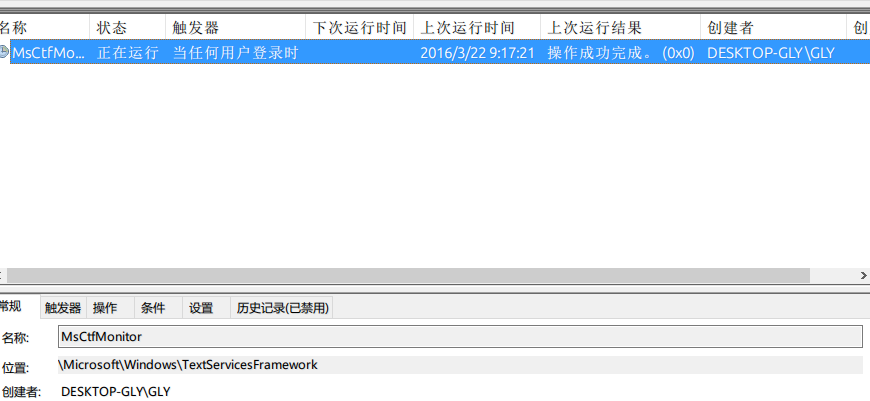 名称 状态 触发器 下次运行时间 上次运行时间 上次运行结果 创建者 创
MsCtfMo... 正在运行 当任何用户登录时 2016/3/22 9:17:21 操作成功完成。 (0x0) DESKTOP-GLY\GLY
常规 触发器 操作 条件 设置 历史记录(已禁用)
名称: MsCtfMonitor
位置: \Microsoft\Windows\TextServicesFramework
创建者: DESKTOP-GLY\GLY